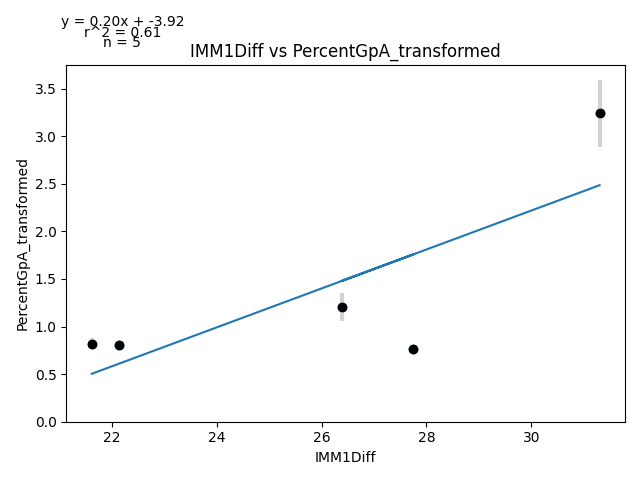 y = 0.20x + -3.92
r^2 = 0.61
n = 5
IMM1Diff vs PercentGpA_transformed
PercentGpA_transformed
3.5
3.0
2.5
2.0
1.5
1.0
0.5
0.0
22 24 26 28 30
IMM1Diff